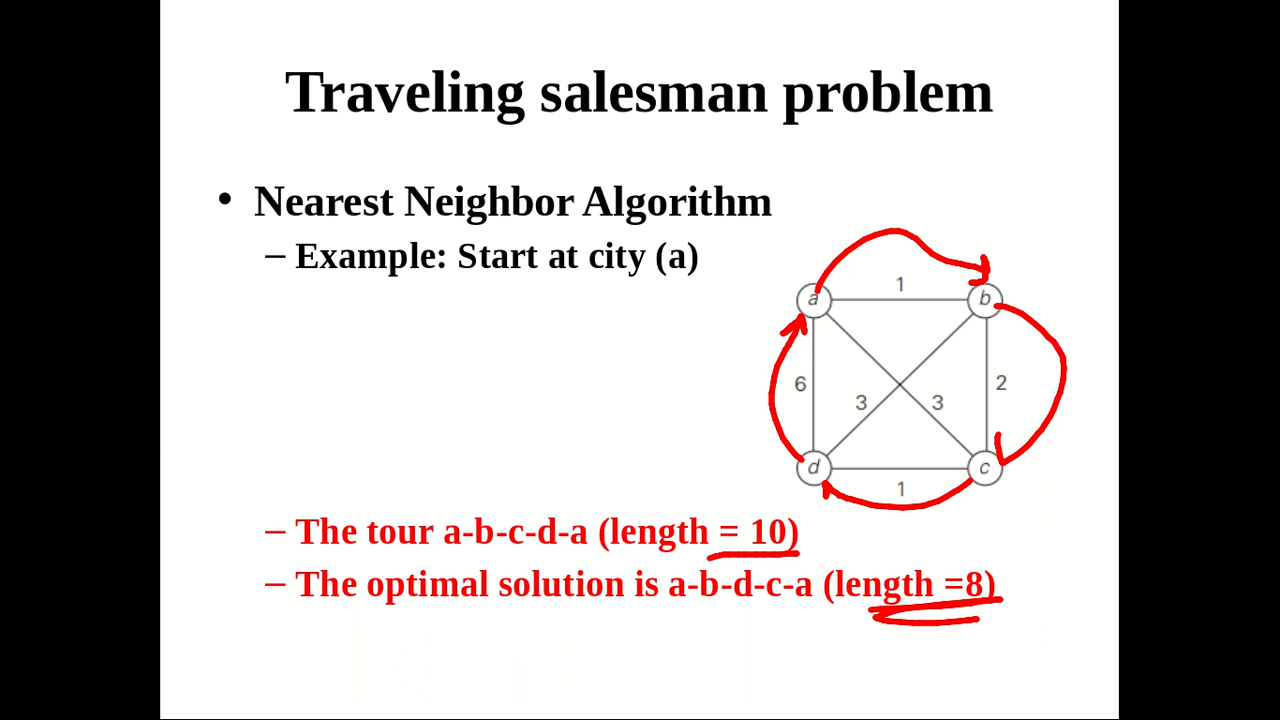 Traveling salesman problem
• Nearest Neighbor Algorithm
– Example: Start at city (a)
1
a
b
6
3
3
2
d
c
1
– The tour a-b-c-d-a (length = 10)
– The optimal solution is a-b-d-c-a (length =8)